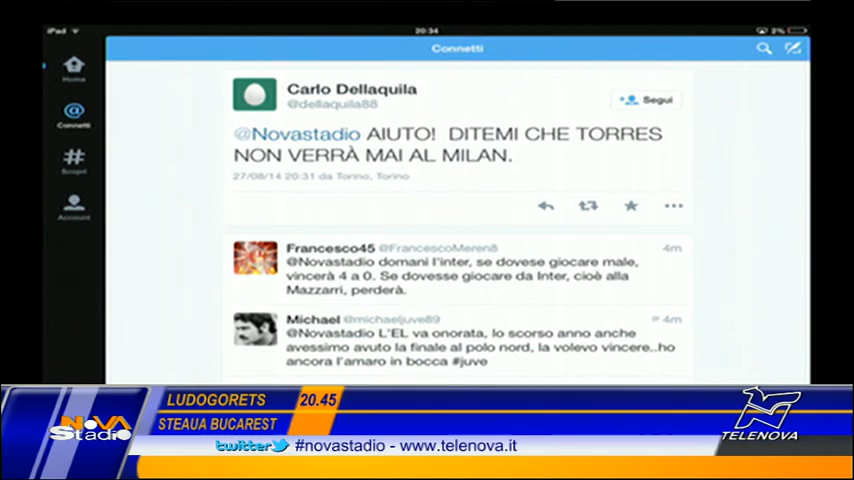 iPad
20:34
2%
Connetti
Home
Connetti
Scopri
Account
Carlo Dellaquila
@dellaquila88
Segui
@Novastadio AIUTO! DITEMI CHE TORRES
NON VERRÀ MAI AL MILAN.
27/08/14 20:31 da Torino, Torino
Francesco45 @FrancescoMeren8
4m
@Novastadio domani l'inter, se dovese giocare male,
vincerà 4 a 0. Se dovesse giocare da Inter, cioè alla
Mazzarri, perderà.
Michael @michaeljuve89
4m
@Novastadio L'EL va onorata, lo scorso anno anche
avessimo avuto la finale al polo nord, la volevo vincere..ho
ancora l'amaro in bocca #juve
LUDOGORETS 20.45
STEAUA BUCAREST
NOVA
Stadio
twitter #novastadio - www.telenova.it
TELENOVA